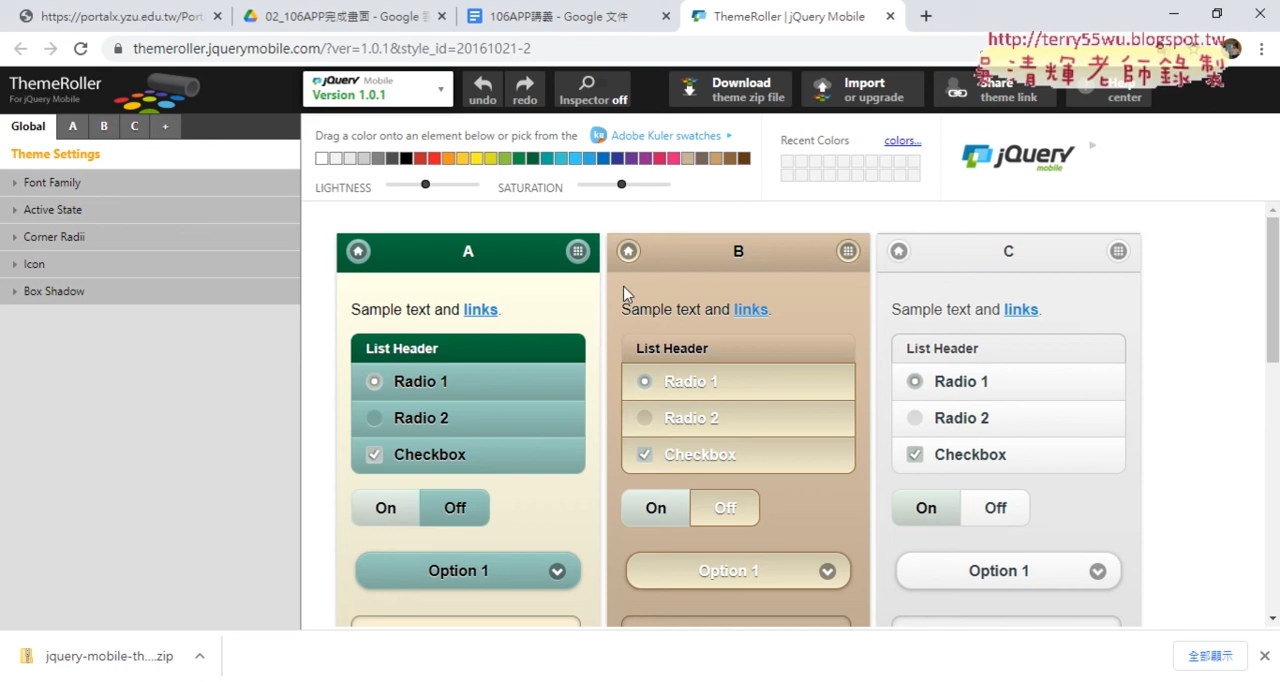 https://portalx.yzu.edu.tw/Port
02_106APP完成畫面 - Google
106APP講義 - Google 文件
ThemeRoller | jQuery Mobile
themeroller.jquerymobile.com/?ver=1.0.1&style_id=20161021-2
http://terry55wu.blogspot.tw
吳清輝老師錄製
ThemeRoller
For jQuery Mobile
jQuery Mobile
Version 1.0.1
undo
redo
Inspector off
Download
theme zip file
Import
or upgrade
Share
theme link
Help
center
Global
A
B
C
+
Theme Settings
Font Family
Active State
Corner Radii
Icon
Box Shadow
Drag a color onto an element below or pick from the
ku
Adobe Kuler swatches
LIGHTNESS
SATURATION
Recent Colors
colors...
jQuery
mobile
A
Sample text and links.
List Header
Radio 1
Radio 2
Checkbox
On
Off
Option 1
B
Sample text and links.
List Header
Radio 1
Radio 2
Checkbox
On
Off
Option 1
C
Sample text and links.
List Header
Radio 1
Radio 2
Checkbox
On
Off
Option 1
jquery-mobile-th....zip
全部顯示